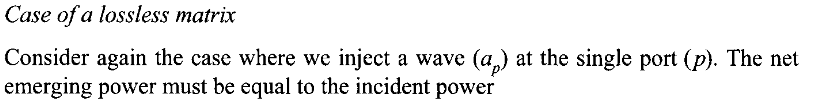 Case of a lossless matrix
Consider again the case where we inject a wave (a_p) at the single port (p). The net
emerging power must be equal to the incident power